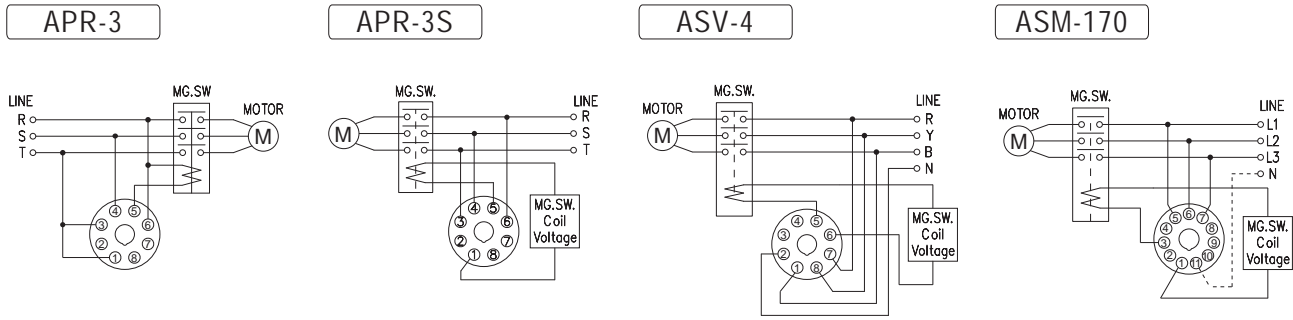 APR-3
APR-3S
ASV-4
ASM-170
LINE
R
S
T
MG.SW
MOTOR
M
4 5
3 6
2 7
1 8
MG.SW.
M
LINE
R
S
T
4 5
3 6
2 7
1 8
MG.SW.
Coil
Voltage
MOTOR
M
MG.SW.
LINE
R
Y
B
N
4 5
3 6
2 7
1 8
MG.SW.
Coil
Voltage
MOTOR
M
MG.SW.
LINE
L1
L2
L3
N
5 6 7
4 8
3 9
2 10
1 11
MG.SW.
Coil
Voltage